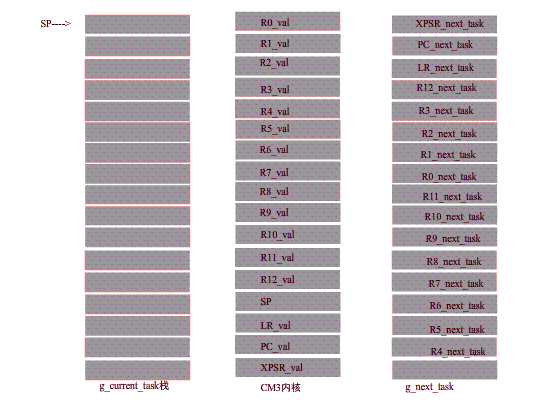 SP---->
R0_val
R1_val
R2_val
R3_val
R4_val
R5_val
R6_val
R7_val
R8_val
R9_val
R10_val
R11_val
R12_val
SP
LR_val
PC_val
XPSR_val
XPSR_next_task
PC_next_task
LR_next_task
R12_next_task
R3_next_task
R2_next_task
R1_next_task
R0_next_task
R11_next_task
R10_next_task
R9_next_task
R8_next_task
R7_next_task
R6_next_task
R5_next_task
R4_next_task
g_current_task栈
CM3内核
g_next_task